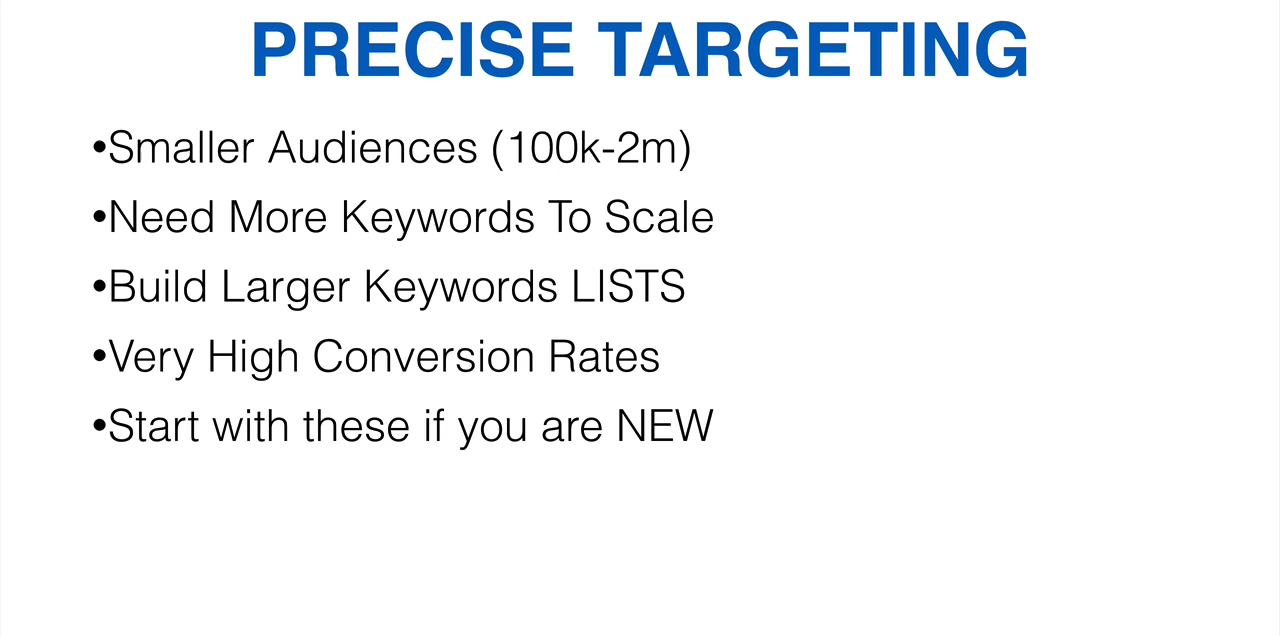 PRECISE TARGETING
•Smaller Audiences (100k-2m)
•Need More Keywords To Scale
•Build Larger Keywords LISTS
•Very High Conversion Rates
•Start with these if you are NEW